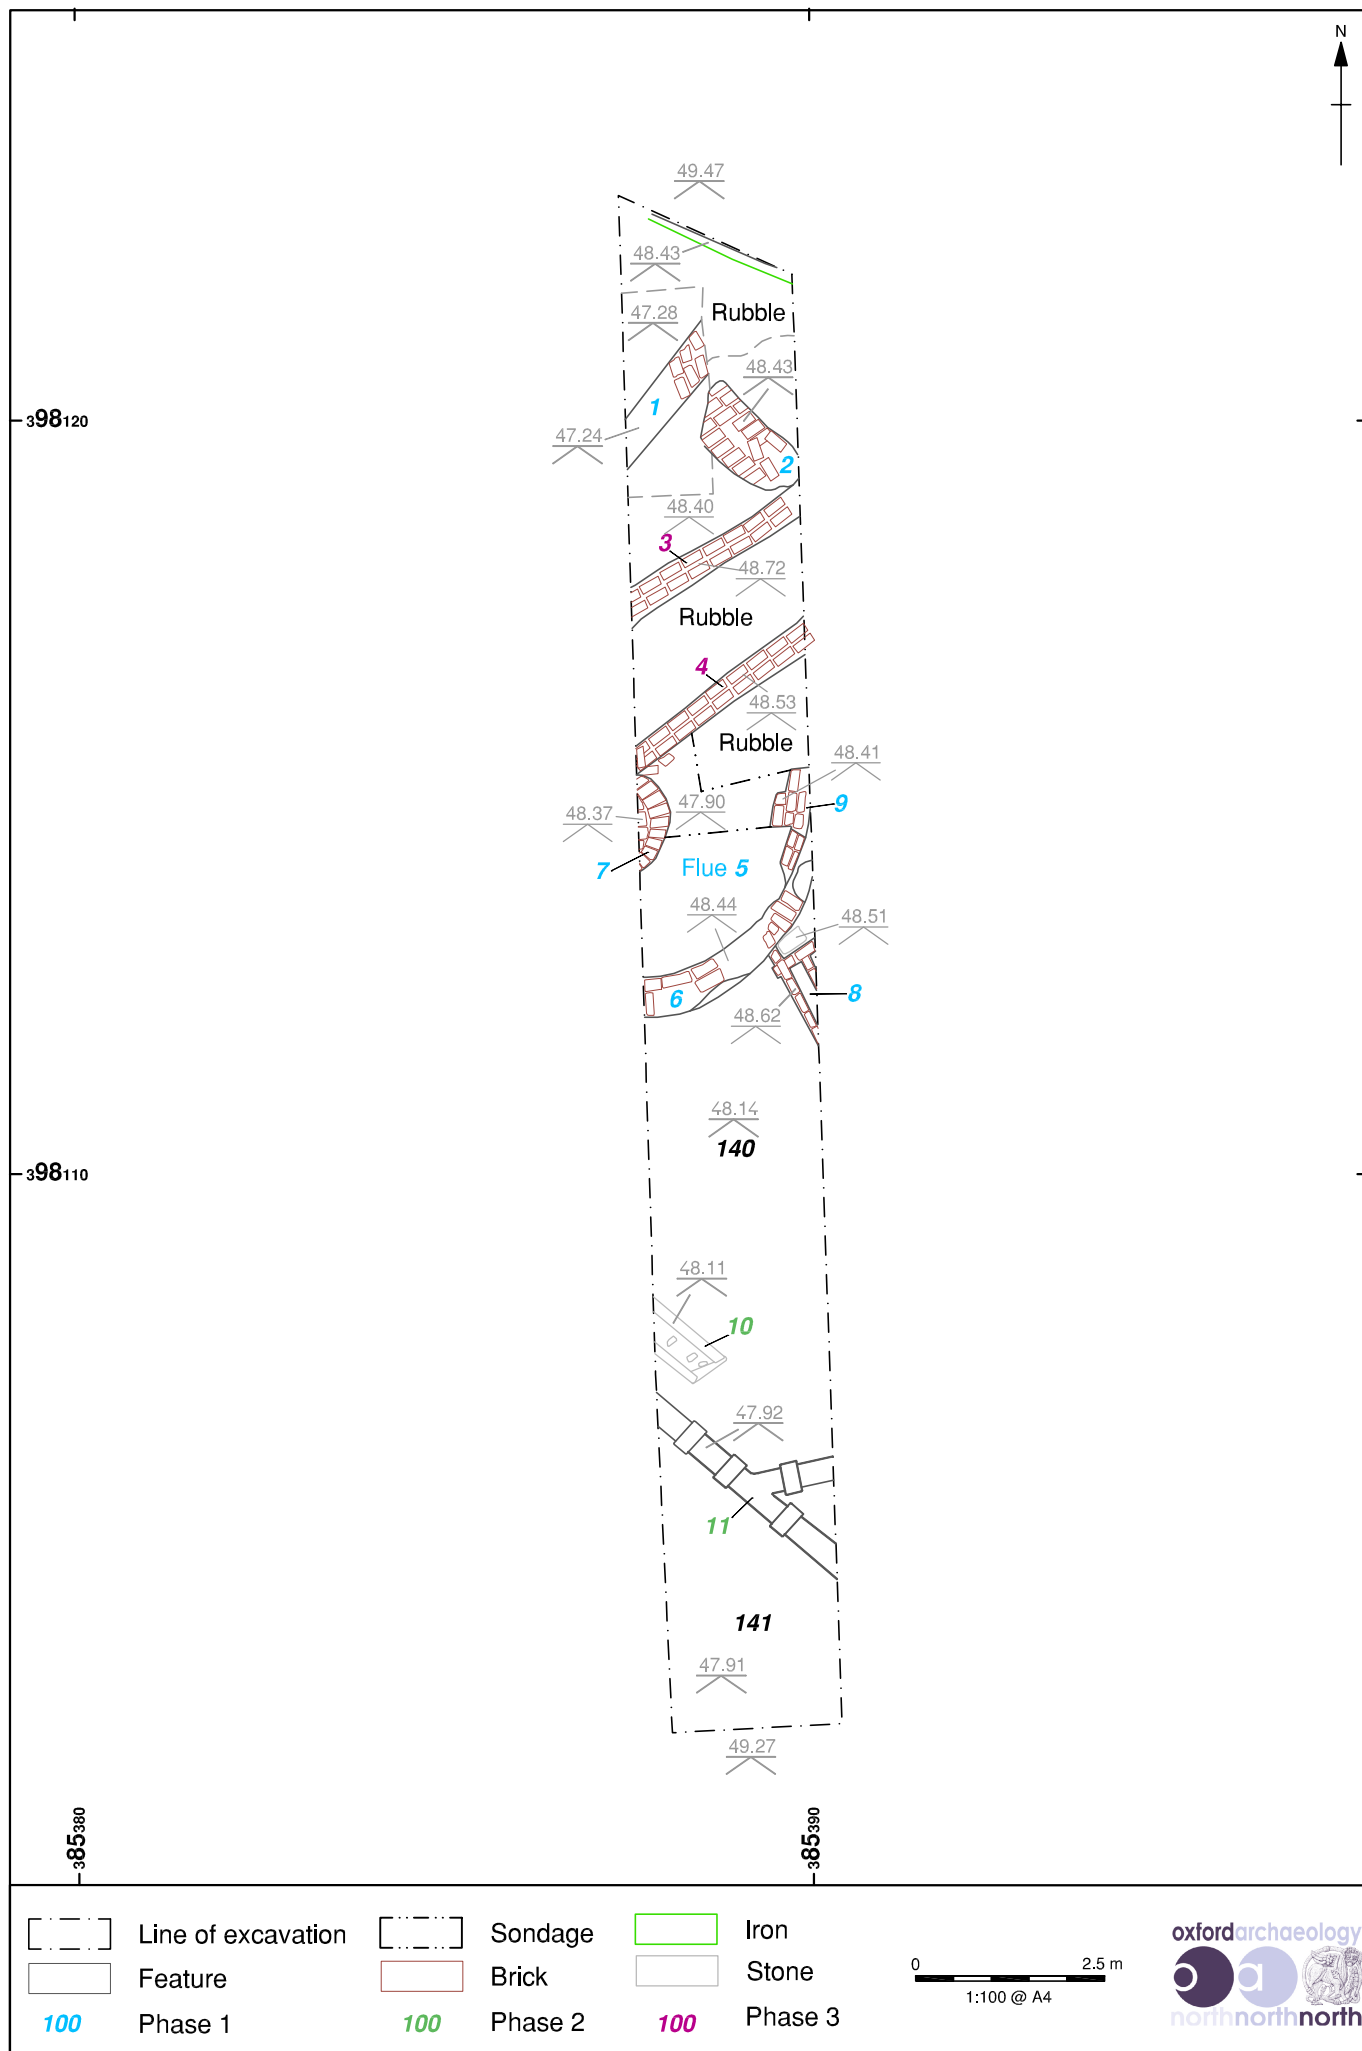 N
49.47
48.43
47.28
Rubble
48.43
1
398120
47.24
2
48.40
3
48.72
Rubble
4
48.53
Rubble
48.41
47.90
9
48.37
7
Flue 5
48.44
48.51
6
8
48.62
48.14
140
398110
48.11
10
47.92
11
141
47.91
49.27
385380
385390
Line of excavation
Sondage
Iron
Feature
Brick
Stone
100 Phase 1
100 Phase 2
100 Phase 3
0 2.5 m
1:100 @ A4
oxfordarchaeology
oa
northnorthnorth